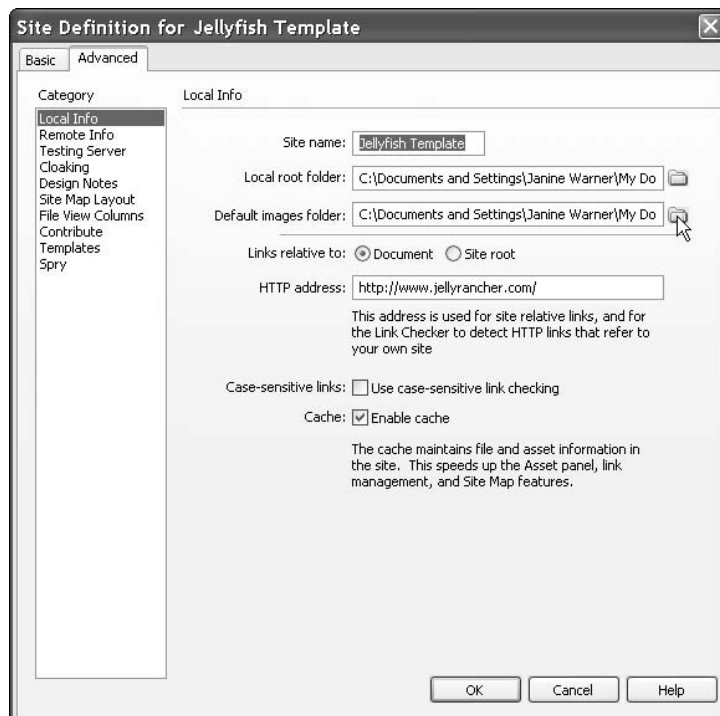 Site Definition for Jellyfish Template
Basic
Advanced
Category
Local Info
Remote Info
Testing Server
Cloaking
Design Notes
Site Map Layout
File View Columns
Contribute
Templates
Spry
Local Info
Site name: Jellyfish Template
Local root folder: C:\Documents and Settings\Janine Warner\My Do
Default images folder: C:\Documents and Settings\Janine Warner\My Do
Links relative to: Document Site root
HTTP address: http://www.jellyrancher.com/
This address is used for site relative links, and for
the Link Checker to detect HTTP links that refer to
your own site
Case-sensitive links: Use case-sensitive link checking
Cache: Enable cache
The cache maintains file and asset information in
the site. This speeds up the Asset panel, link
management, and Site Map features.
OK Cancel Help